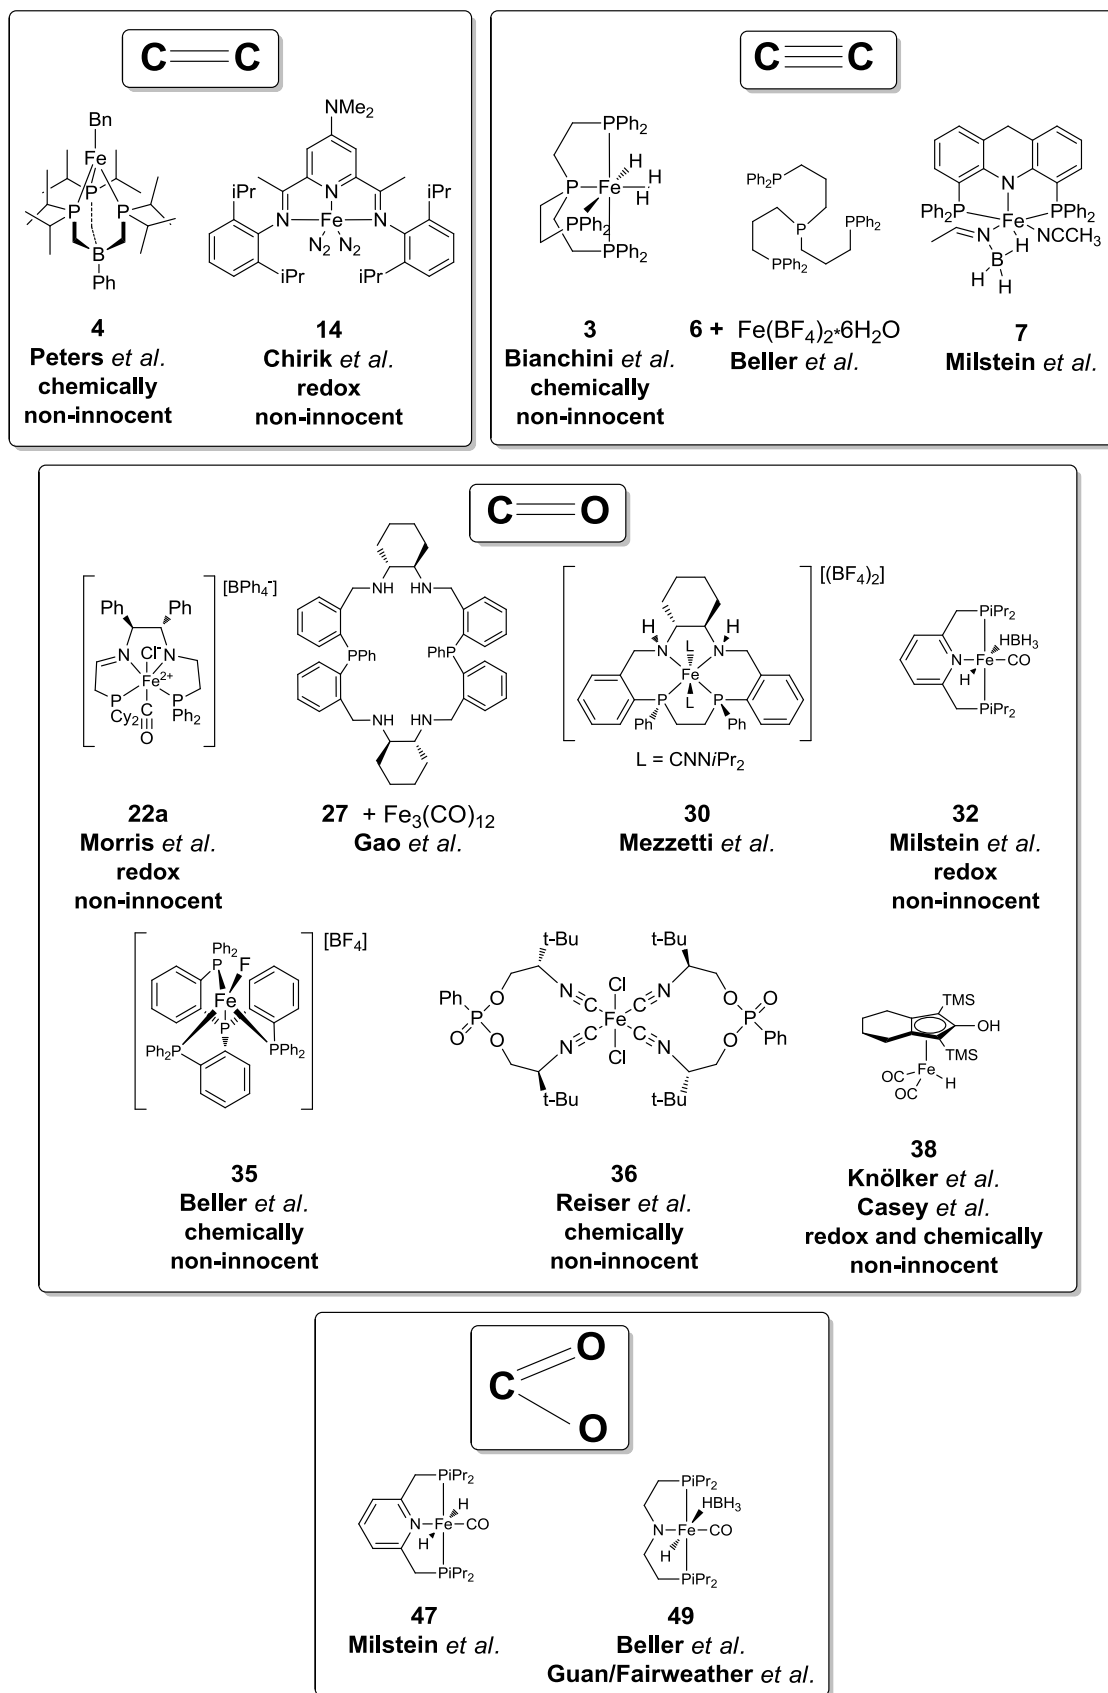 C C
C C
Bn
Fe
P
P P
B
Ph
NMe2
iPr iPr
N N N
Fe
N2 N2
iPr iPr
4
Peters et al.
chemically
non-innocent
14
Chirik et al.
redox
non-innocent
PPh2
H
P Fe H
H
PPh2
PPh2
Ph2P
PPh2
P
PPh2
N
Ph2P PPh2
Fe
N H NCCH3
B
H H
3
Bianchini et al.
chemically
non-innocent
6 + Fe(BF4)2*6H2O
Beller et al.
7
Milstein et al.
C O
[BPh4-]
Ph Ph
N Cl- N
Fe2+
P C P
Cy2 O Ph2
NH HN
PPh PhP
NH HN
[(BF4)2]
H H
N L N
Fe
P L P
Ph Ph
L = CNNiPr2
PiPr2
HBH3
N Fe CO
H
PiPr2
22a
Morris et al.
redox
non-innocent
27 + Fe3(CO)12
Gao et al.
30
Mezzetti et al.
32
Milstein et al.
redox
non-innocent
[BF4]
Ph2
P F
Fe
P
Ph2P PPh2
t-Bu t-Bu
N C Cl C N
O O
Ph P Fe P O
O O O Ph
N C Cl C N
t-Bu t-Bu
TMS
OH
TMS
OC Fe H
OC
35
Beller et al.
chemically
non-innocent
36
Reiser et al.
chemically
non-innocent
38
Knölker et al.
Casey et al.
redox and chemically
non-innocent
O
C
O
PiPr2
H
N Fe CO
H
PiPr2
PiPr2
HBH3
N Fe CO
H
PiPr2
47
Milstein et al.
49
Beller et al.
Guan/Fairweather et al.